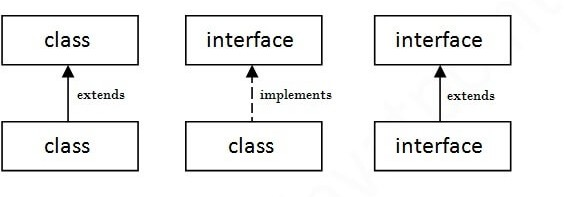 class interface interface
extends implements extends
class class interface